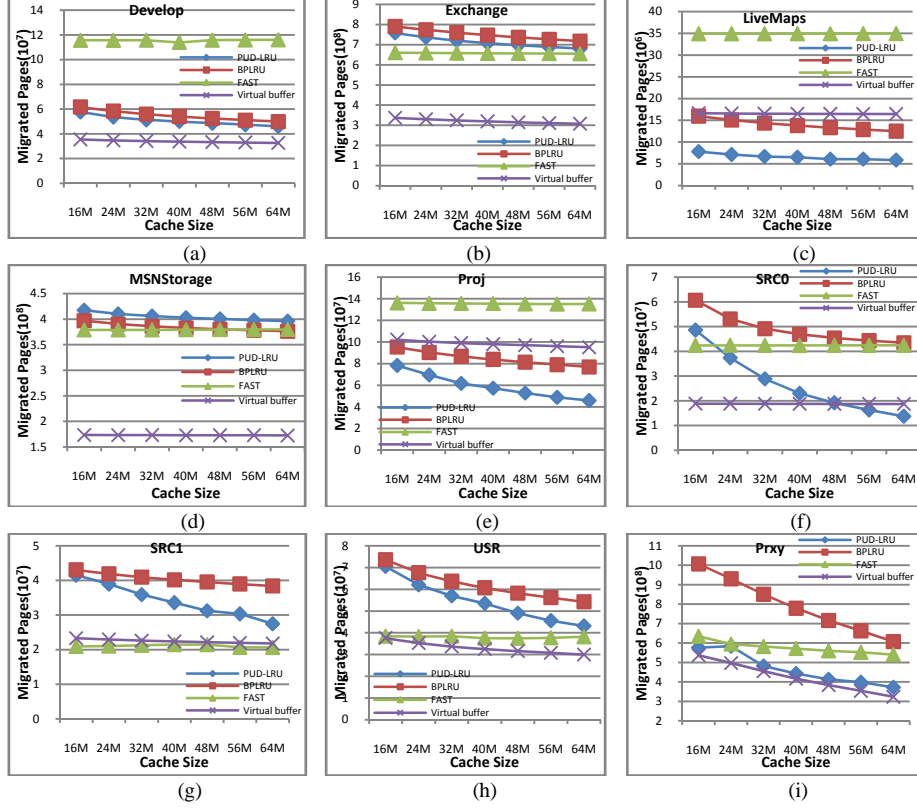 Develop
Migrated Pages(10⁷)
14
12
10
8
6
4
2
0
PUD-LRU
BPLRU
FAST
Virtual buffer
16M 24M 32M 40M 48M 56M 64M
Cache Size
(a)
Exchange
Migrated Pages(10⁸)
8
7
6
5
4
3
2
1
0
PUD-LRU
BPLRU
FAST
Virtual buffer
16M 24M 32M 40M 48M 56M 64M
Cache Size
(b)
LiveMaps
Migrated Pages(10⁶)
40
35
30
25
20
15
10
5
0
PUD-LRU
BPLRU
FAST
Virtual buffer
16M 24M 32M 40M 48M 56M 64M
Cache Size
(c)
MSNStorage
Migrated Pages(10⁸)
4.5
4
3.5
3
2.5
2
1.5
PUD-LRU
BPLRU
FAST
Virtual buffer
16M 24M 32M 40M 48M 56M 64M
Cache Size
(d)
Proj
Migrated Pages(10⁷)
16
14
12
10
8
6
4
2
0
PUD-LRU
BPLRU
FAST
Virtual buffer
16M 24M 32M 40M 48M 56M 64M
Cache Size
(e)
SRC0
Migrated Pages(10⁷)
7
6
5
4
3
2
1
0
PUD-LRU
BPLRU
FAST
Virtual buffer
16M 24M 32M 40M 48M 56M 64M
Cache Size
(f)
SRC1
Migrated Pages(10⁷)
5
4
3
2
1
0
PUD-LRU
BPLRU
FAST
Virtual buffer
16M 24M 32M 40M 48M 56M 64M
Cache Size
(g)
USR
Migrated Pages(10⁷)
8
7
6
5
4
3
2
1
0
PUD-LRU
BPLRU
FAST
Virtual buffer
16M 24M 32M 40M 48M 56M 64M
Cache Size
(h)
Prxy
Migrated Pages(10⁸)
11
10
9
8
7
6
5
4
3
2
PUD-LRU
BPLRU
FAST
Virtual buffer
16M 24M 32M 40M 48M 56M 64M
Cache Size
(i)